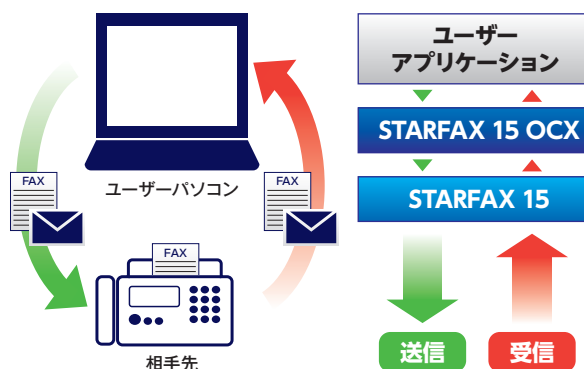 ユーザーパソコン
FAX
FAX
FAX
相手先
ユーザー
アプリケーション
STARFAX 15 OCX
STARFAX 15
送信
受信